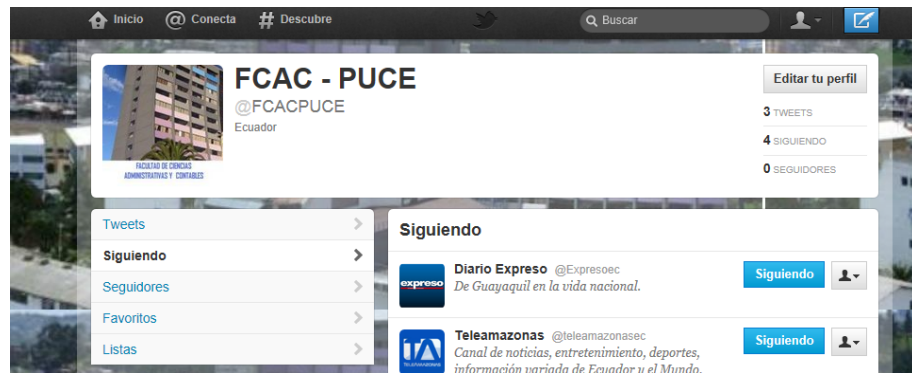 Inicio
Conecta
Descubre
Buscar
FCAC - PUCE
@FCACPUCE
Ecuador
FACULTAD DE CIENCIAS
ADMINISTRATIVAS Y CONTABLES
Editar tu perfil
3 TWEETS
4 SIGUIENDO
0 SEGUIDORES
Tweets
Siguiendo
Seguidores
Favoritos
Listas
Siguiendo
expreso
Diario Expreso @Expresoec
De Guayaquil en la vida nacional.
Siguiendo
TELEAMAZONAS
Teleamazonas @teleamazonasec
Canal de noticias, entretenimiento, deportes,
información variada de Ecuador y el Mundo.
Siguiendo